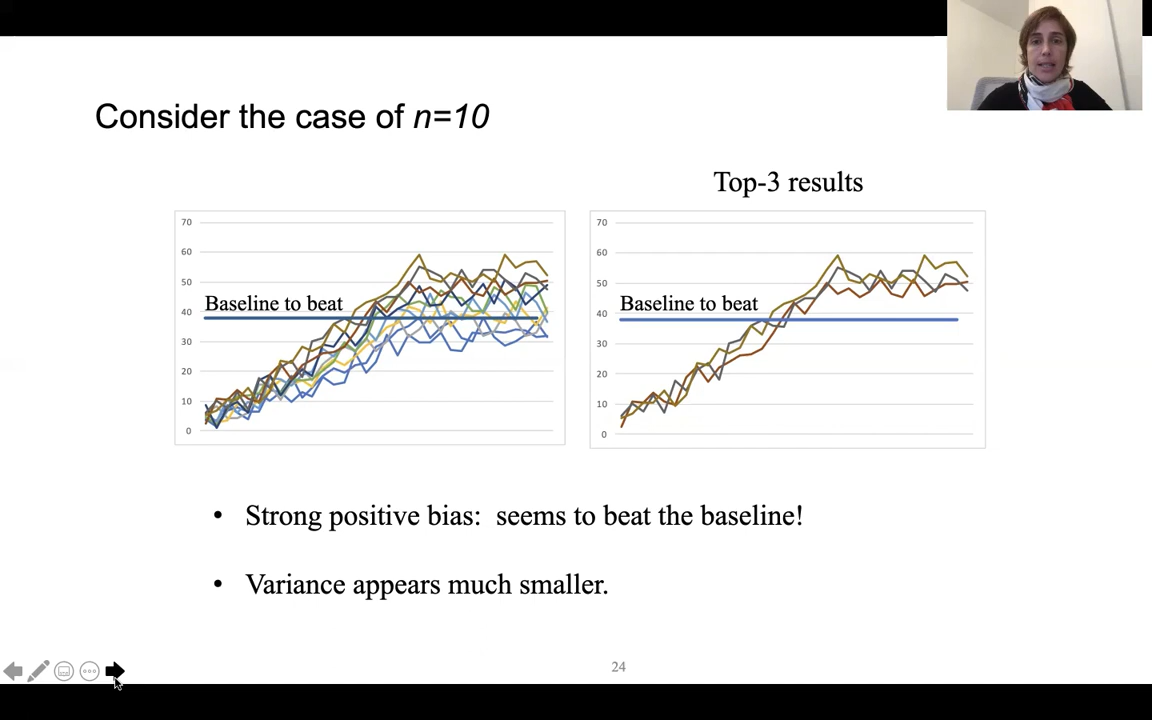 Consider the case of n=10
Top-3 results
70
60
50
Baseline to beat
40
30
20
10
0
70
60
50
Baseline to beat
40
30
20
10
0
• Strong positive bias: seems to beat the baseline!
• Variance appears much smaller.
24